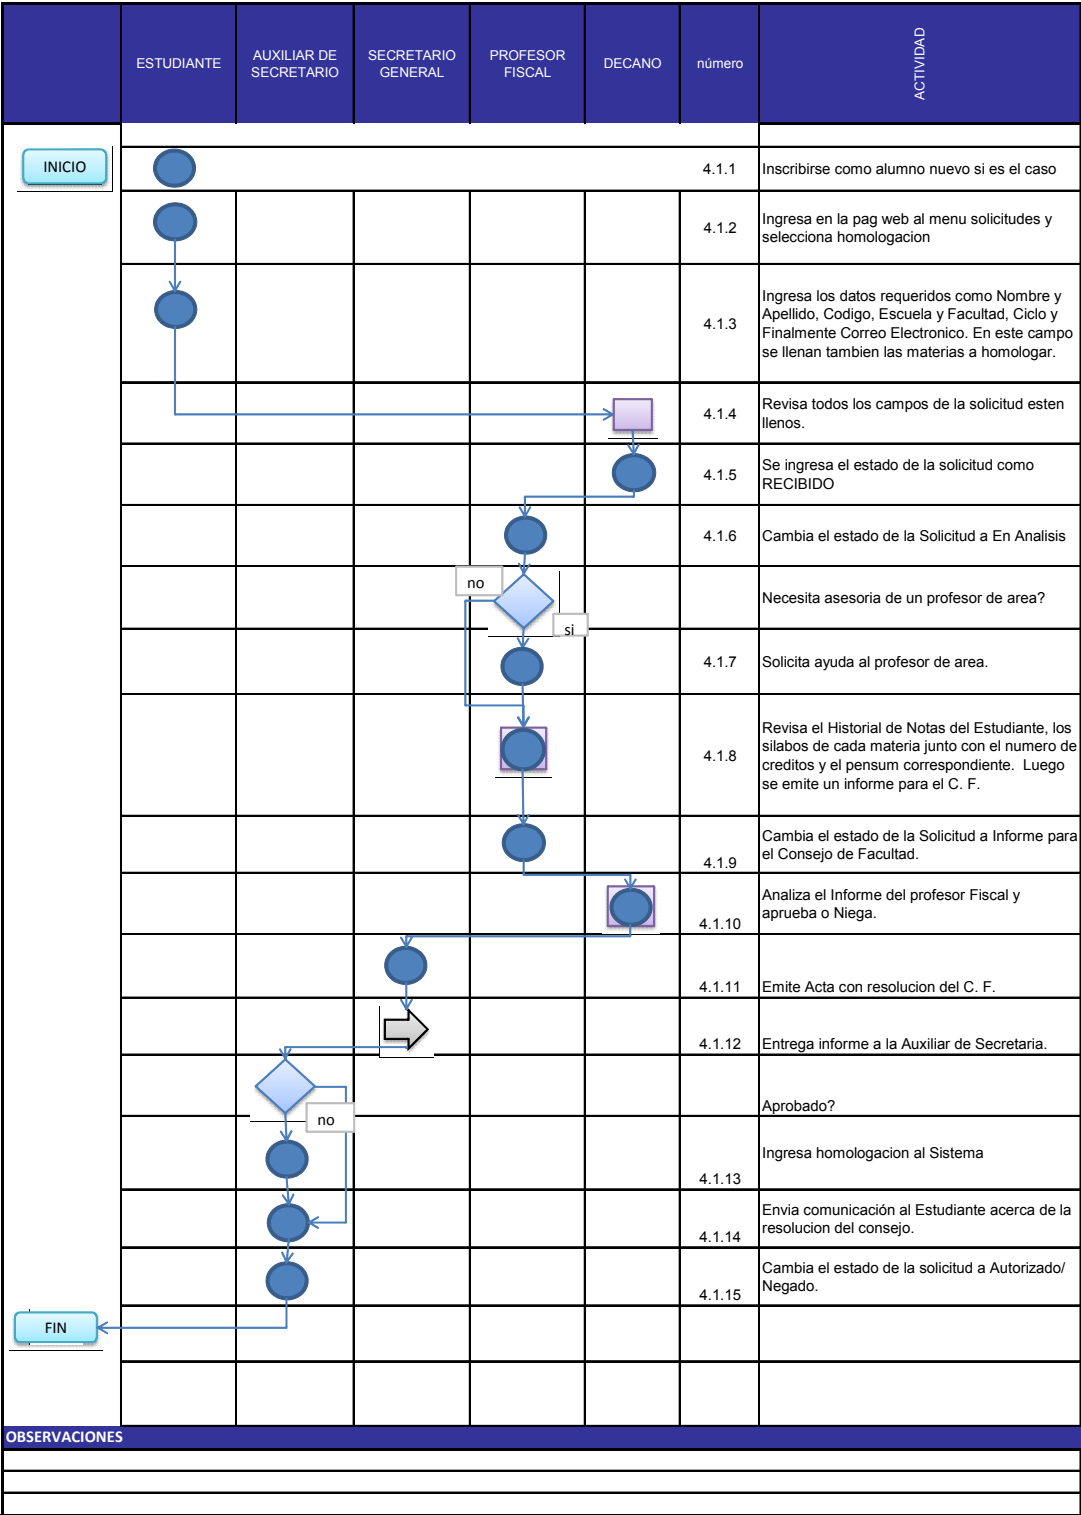 ESTUDIANTE
AUXILIAR DE
SECRETARIO
SECRETARIO
GENERAL
PROFESOR
FISCAL
DECANO
número
ACTIVIDAD
INICIO
4.1.1
Inscribirse como alumno nuevo si es el caso
4.1.2
Ingresa en la pag web al menu solicitudes y
selecciona homologacion
4.1.3
Ingresa los datos requeridos como Nombre y
Apellido, Codigo, Escuela y Facultad, Ciclo y
Finalmente Correo Electronico. En este campo
se llenan tambien las materias a homologar.
4.1.4
Revisa todos los campos de la solicitud esten
llenos.
4.1.5
Se ingresa el estado de la solicitud como
RECIBIDO
4.1.6
Cambia el estado de la Solicitud a En Analisis
no
si
Necesita asesoria de un profesor de area?
4.1.7
Solicita ayuda al profesor de area.
4.1.8
Revisa el Historial de Notas del Estudiante, los
silabos de cada materia junto con el numero de
creditos y el pensum correspondiente. Luego
se emite un informe para el C. F.
4.1.9
Cambia el estado de la Solicitud a Informe para
el Consejo de Facultad.
4.1.10
Analiza el Informe del profesor Fiscal y
aprueba o Niega.
4.1.11
Emite Acta con resolucion del C. F.
4.1.12
Entrega informe a la Auxiliar de Secretaria.
no
Aprobado?
4.1.13
Ingresa homologacion al Sistema
4.1.14
Envia comunicación al Estudiante acerca de la
resolucion del consejo.
4.1.15
Cambia el estado de la solicitud a Autorizado/
Negado.
FIN
OBSERVACIONES